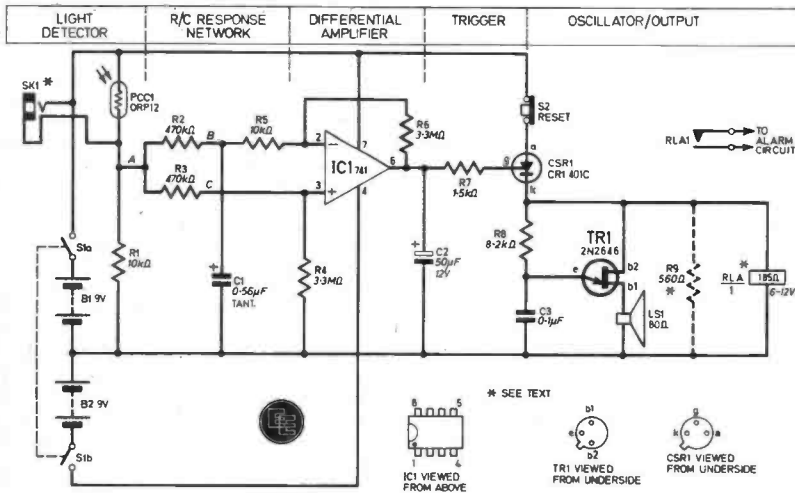 LIGHT DETECTOR
R/C RESPONSE NETWORK
DIFFERENTIAL AMPLIFIER
TRIGGER
OSCILLATOR/OUTPUT
SK1 *
PCC1
ORP12
R2
470kΩ
B
R5
10kΩ
A
R3
470kΩ
C
2
3
7
4
6
IC1 741
R6
3·3MΩ
S2
RESET
a
g
k
CSR1
CR1 401C
R7
1·5kΩ
RLA1
TO
ALARM
CIRCUIT
S1a
B1 9V
R1
10kΩ
C1
0·56µF
TANT.
R4
3·3MΩ
C2
50µF
12V
R8
8·2kΩ
TR1
2N2646
e
b2
b1
C3
0·1µF
LS1
80Ω
R9
560Ω
*
RLA
1
*
185Ω
6-12V
B2 9V
S1b
* SEE TEXT
8
5
1
4
IC1 VIEWED
FROM ABOVE
b1
e
b2
TR1 VIEWED
FROM UNDERSIDE
g
k
a
CSR1 VIEWED
FROM UNDERSIDE